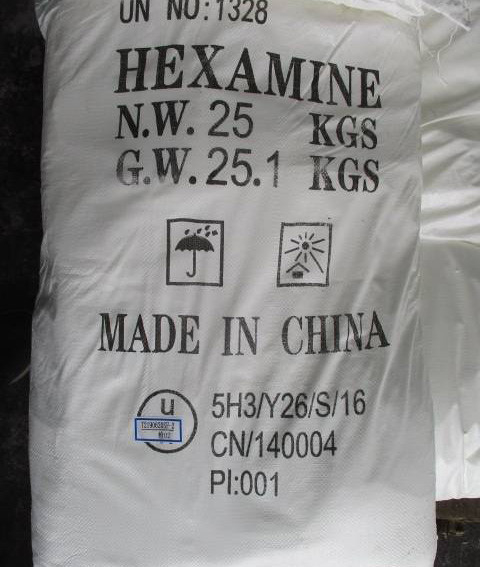 UN NO:1328
HEXAMINE
N.W. 25 KGS
G.W. 25.1 KGS
MADE IN CHINA
u
5H3/Y26/S/16
CN/140004
PI:001